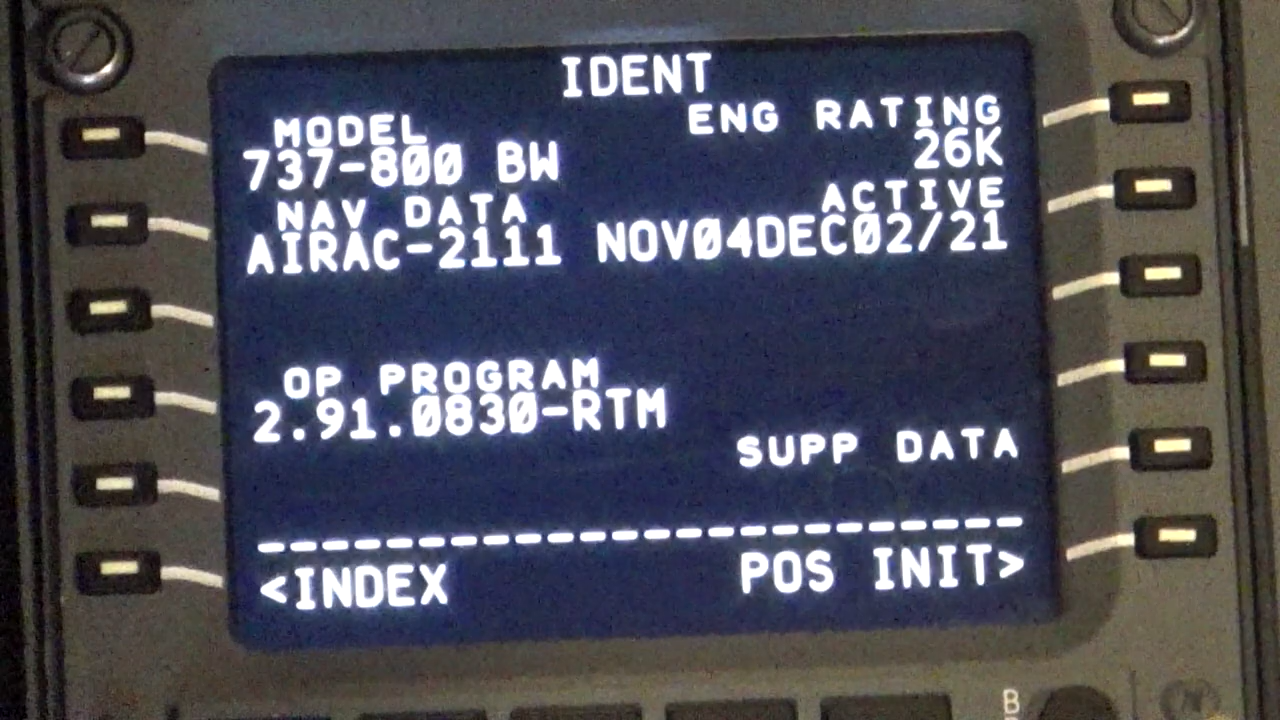 IDENT
MODEL ENG RATING
737-800 BW 26K
NAV DATA ACTIVE
AIRAC-2111 NOV04DEC02/21
OP PROGRAM
2.91.0830-RTM
SUPP DATA
------------------------
<INDEX POS INIT>
B